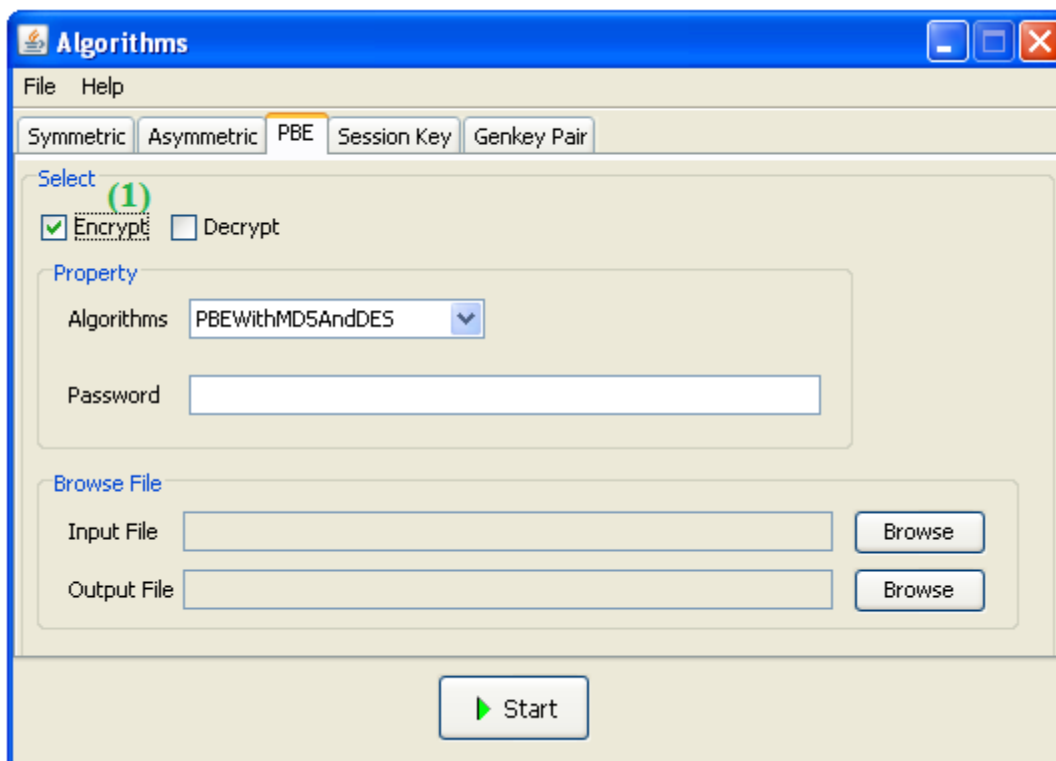 Algorithms
File Help
Symmetric Asymmetric PBE Session Key Genkey Pair
Select
(1)
Encrypt Decrypt
Property
Algorithms PBEWithMD5AndDES
Password
Browse File
Input File Browse
Output File Browse
Start